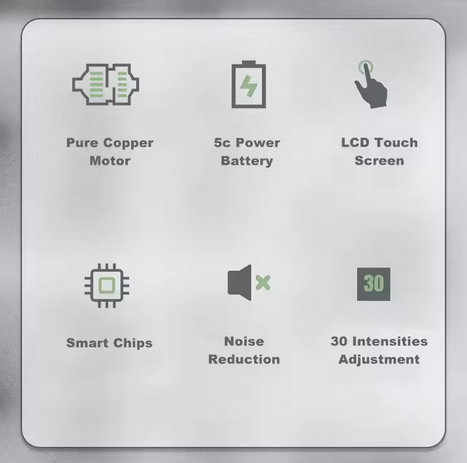 Pure Copper
Motor
5c Power
Battery
LCD Touch
Screen
Smart Chips
Noise
Reduction
30
30 Intensities
Adjustment